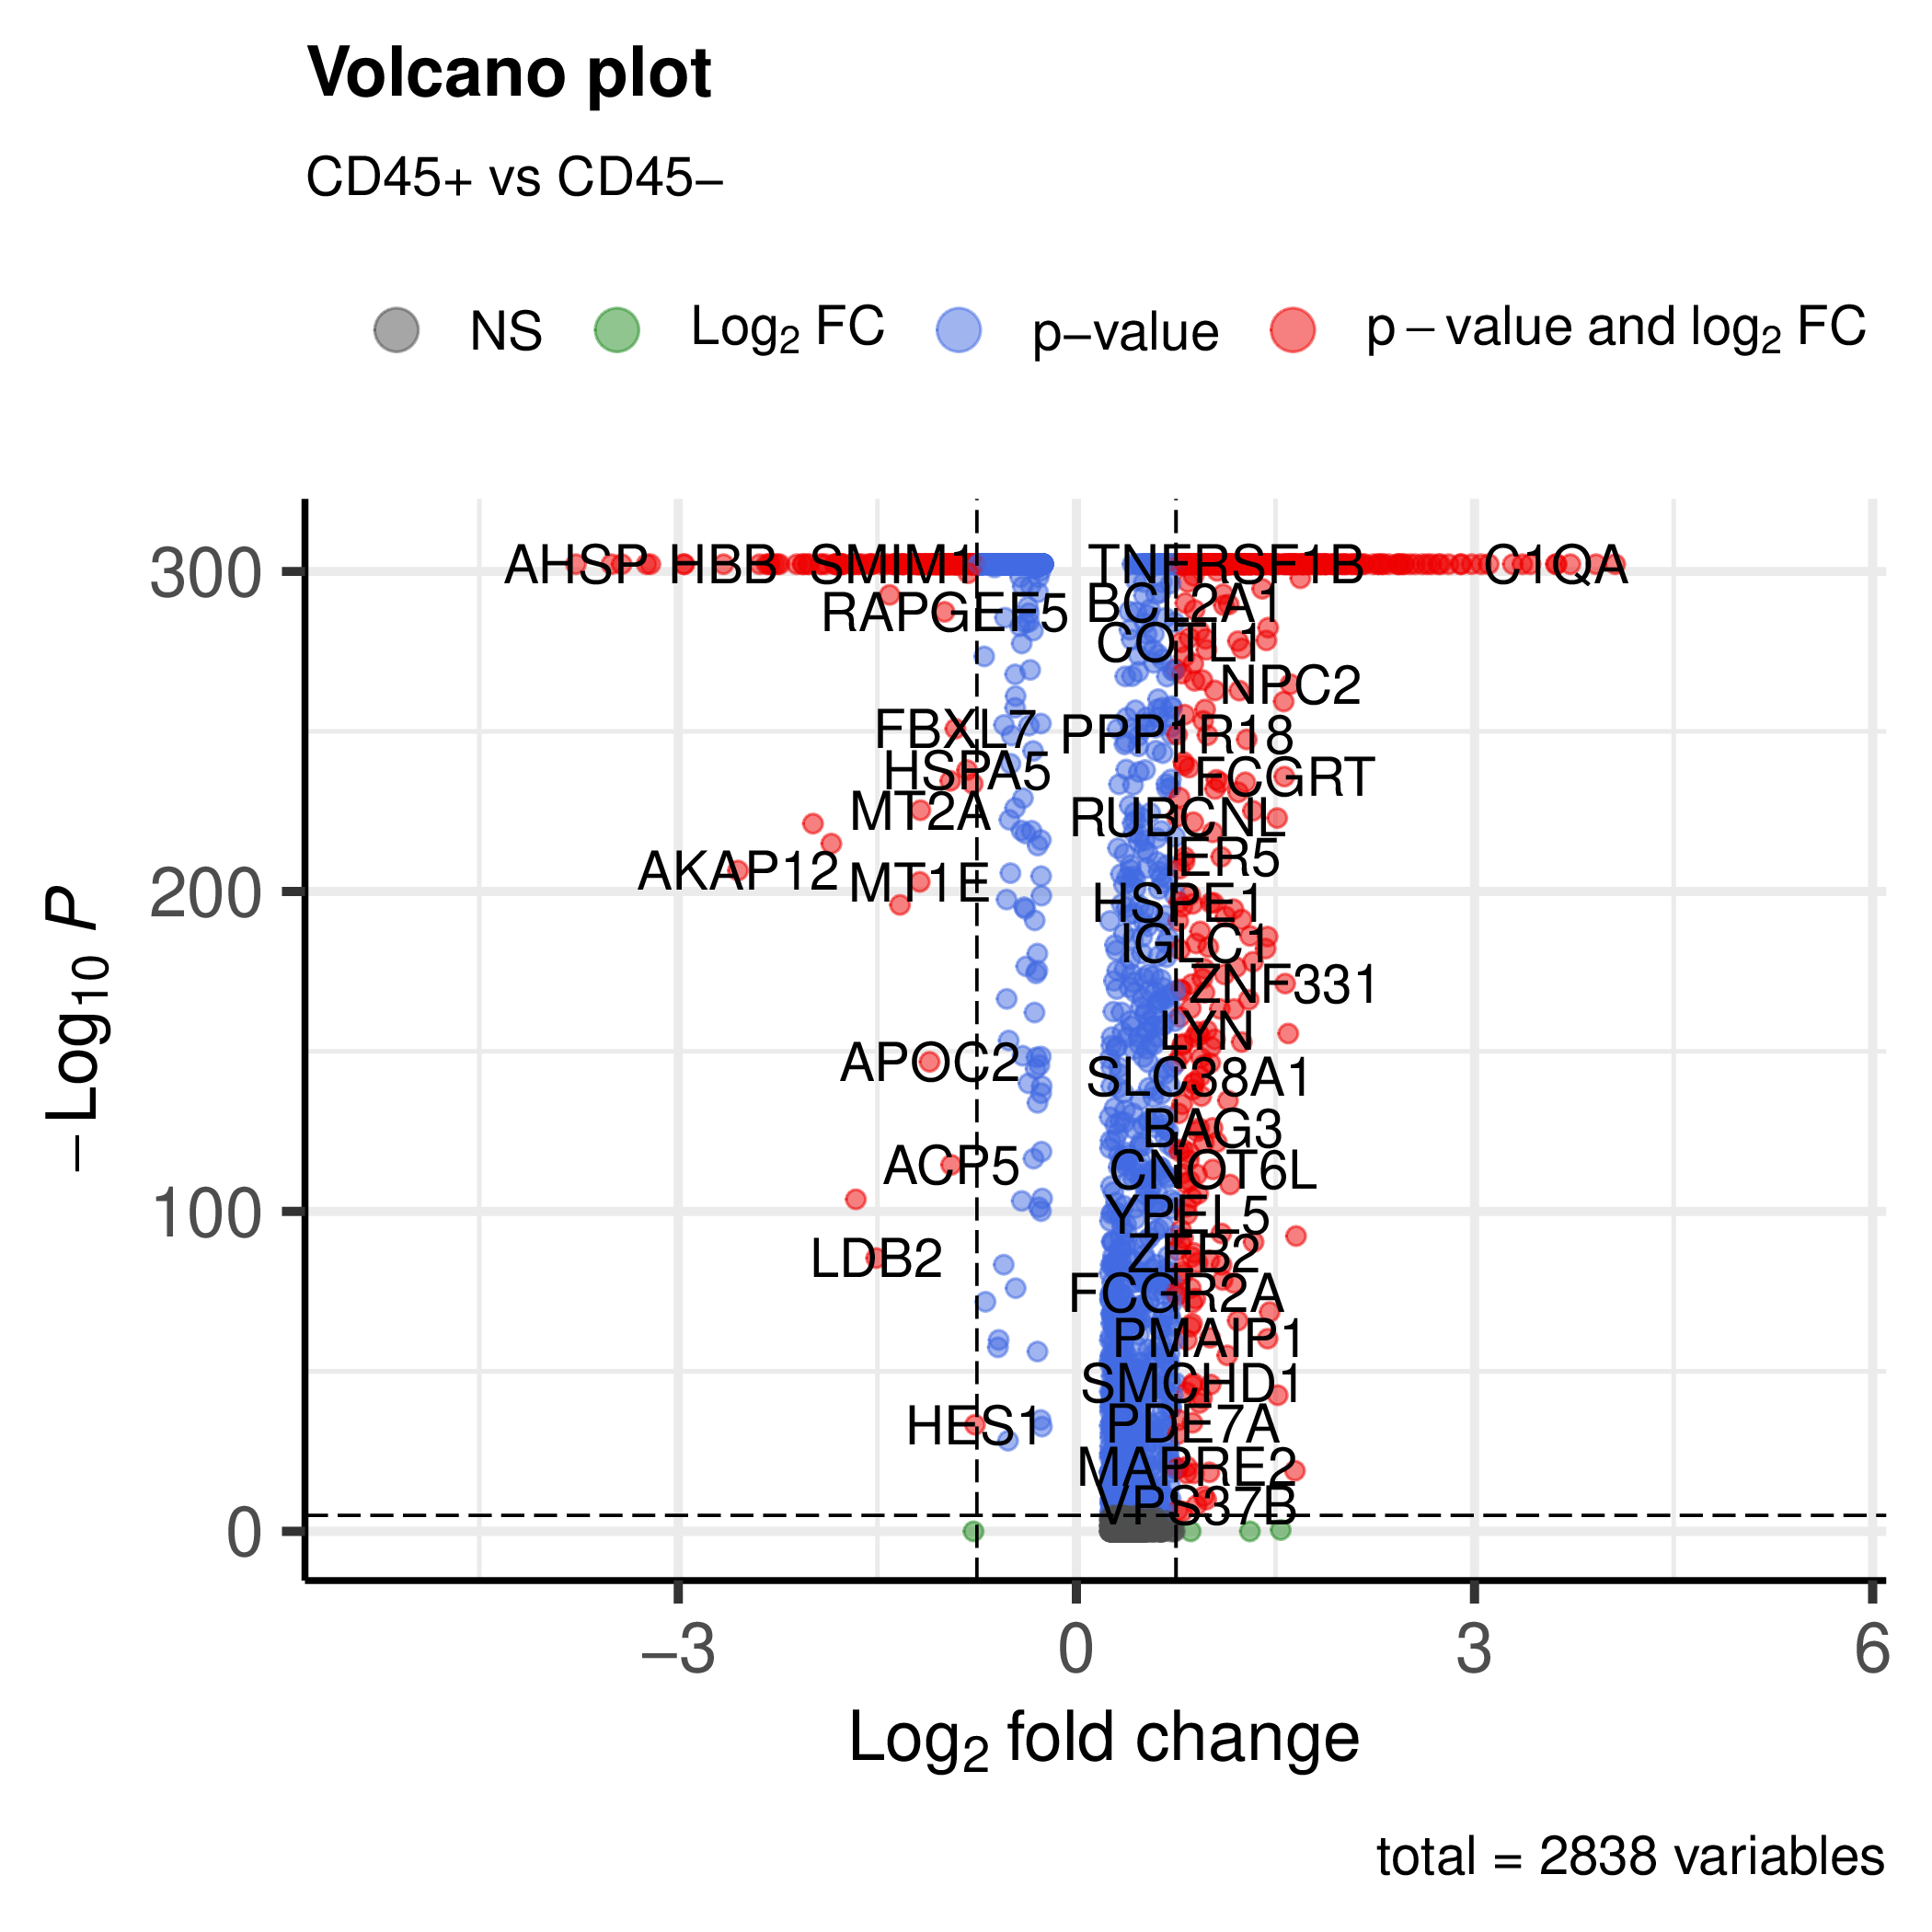 Volcano plot
CD45+ vs CD45−
NS Log2 FC p−value p − value and log2 FC
AHSP HBB SMIM1 TNFRSF1B C1QA
RAPGEF5 BCL2A1
COTL1
NPC2
FBXL7 PPP1R18
HSPA5 FCGRT
MT2A RUBCNL
IER5
AKAP12 MT1E
HSPE1
IGLC1
ZNF331
LYN
APOC2
SLC38A1
BAG3
ACP5 CNOT6L
YPEL5
LDB2 ZEB2
FCGR2A
PMAIP1
SMCHD1
HES1 PDE7A
MAPRE2
VPS37B
300
200
100
0
−Log10 P
−3 0 3 6
Log2 fold change
total = 2838 variables